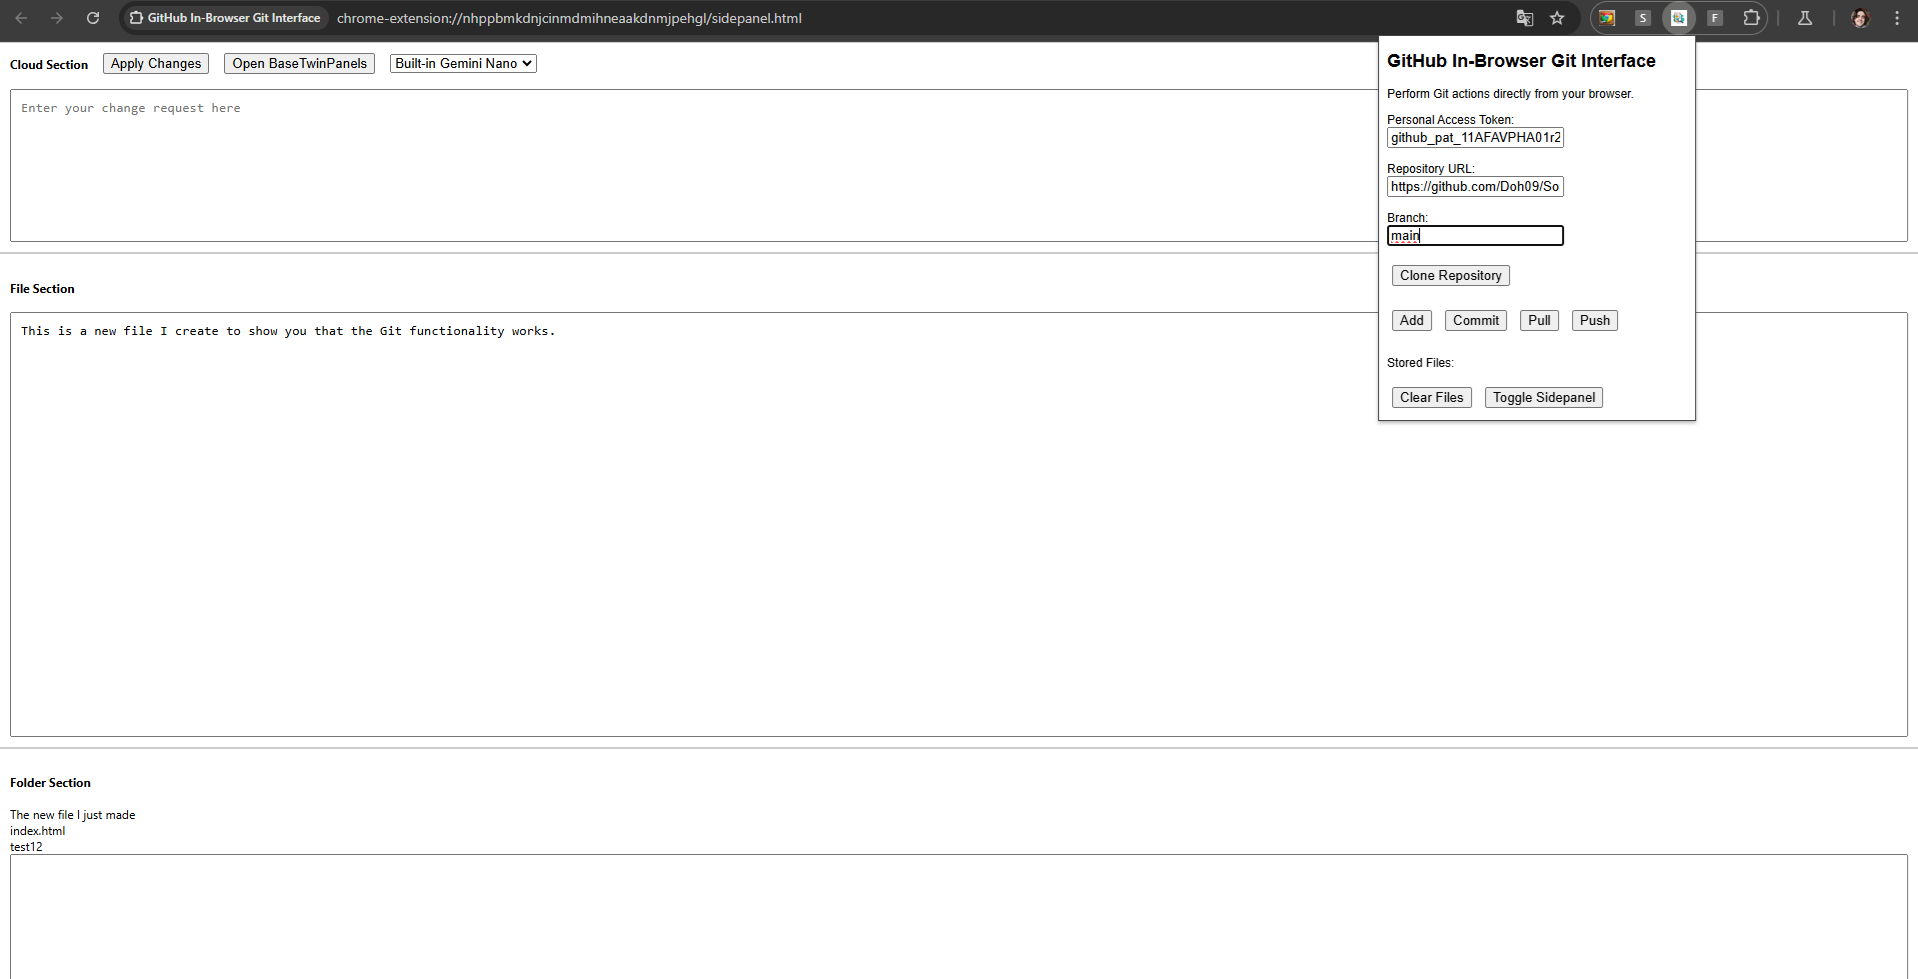 GitHub In-Browser Git Interface chrome-extension://nhppbmkdnjcinmdmihneaakdnmjpehgl/sidepanel.html S F
Cloud Section Apply Changes Open BaseTwinPanels Built-in Gemini Nano
Enter your change request here
File Section
This is a new file I create to show you that the Git functionality works.
Folder Section
The new file I just made
index.html
test12
GitHub In-Browser Git Interface
Perform Git actions directly from your browser.
Personal Access Token:
github_pat_11AFAVPHA01r2
Repository URL:
https://github.com/Doh09/So
Branch:
main
Clone Repository
Add Commit Pull Push
Stored Files:
Clear Files Toggle Sidepanel